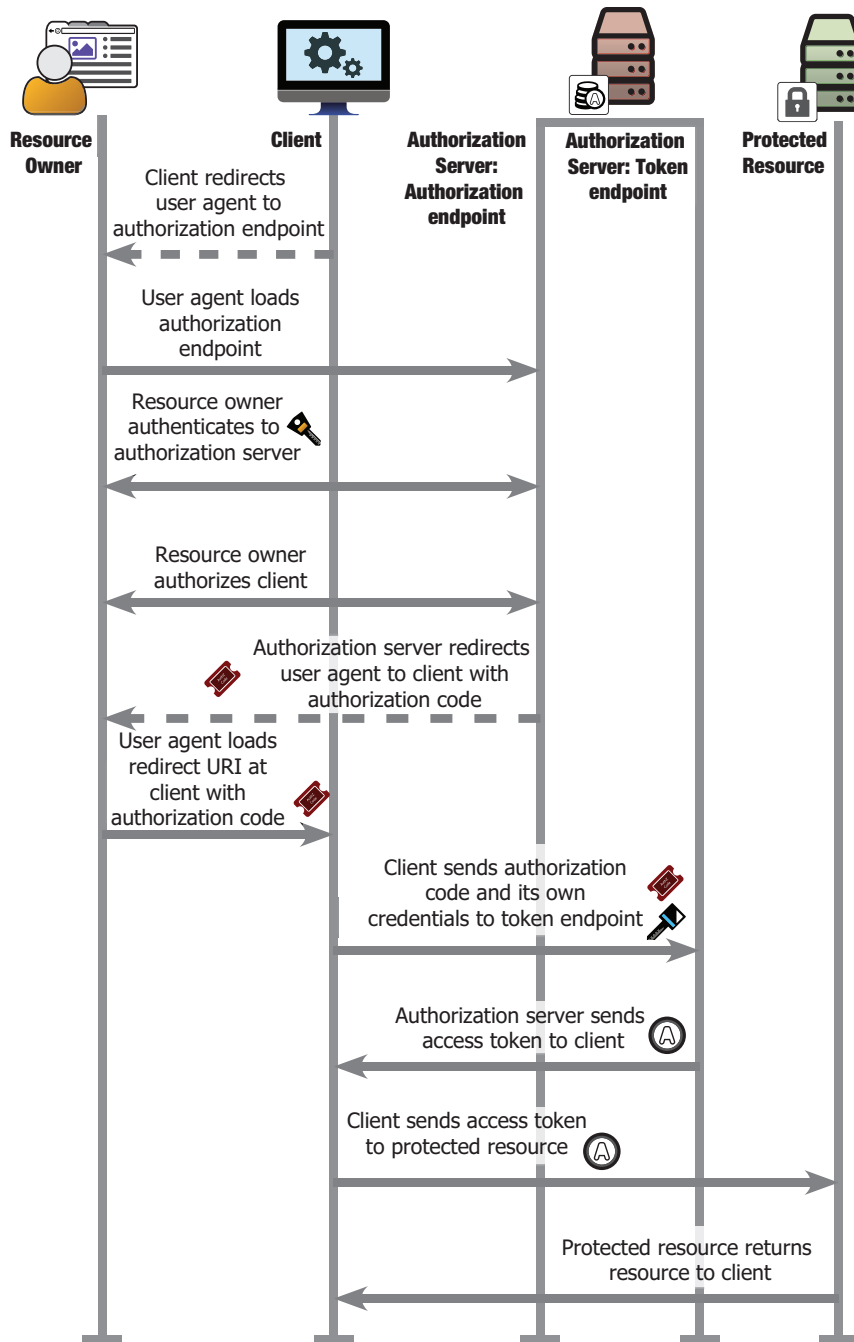 Resource
Owner
Client
Authorization
Server:
Authorization
endpoint
Authorization
Server: Token
endpoint
Protected
Resource
Client redirects
user agent to
authorization endpoint
User agent loads
authorization
endpoint
Resource owner
authenticates to
authorization server
Resource owner
authorizes client
Authorization server redirects
user agent to client with
authorization code
User agent loads
redirect URI at
client with
authorization code
Client sends authorization
code and its own
credentials to token endpoint
Authorization server sends
access token to client
A
Client sends access token
to protected resource
A
Protected resource returns
resource to client